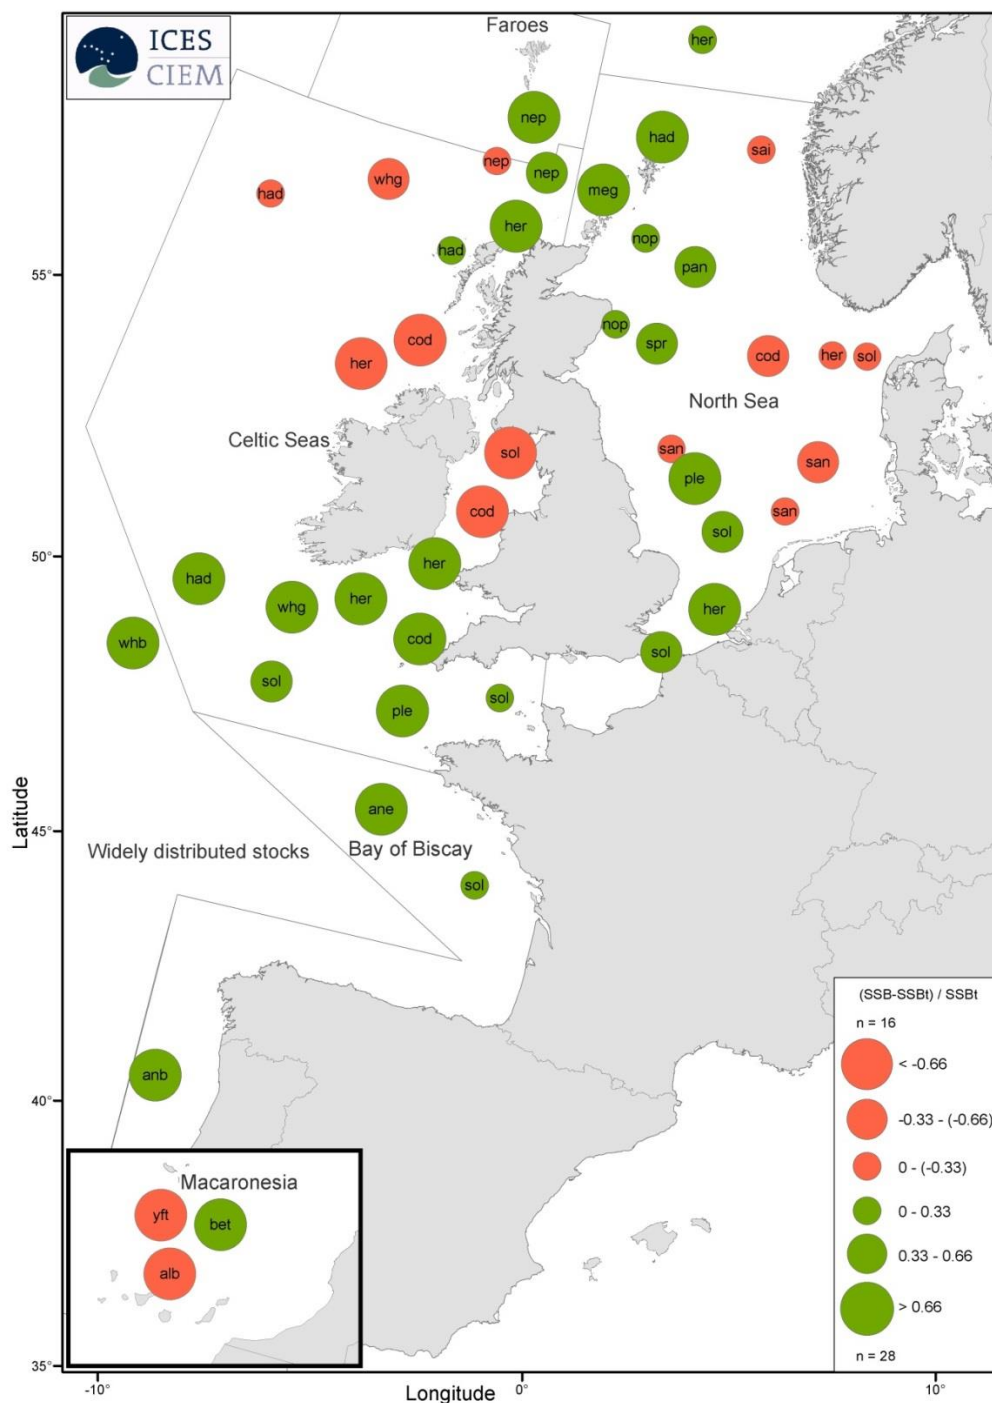 ICES
CIEM
Faroes
her
nep
had
sai
nep
whg
nep
had
meg
her
nop
had
pan
55°
nop
spr
cod
her
cod
her
sol
North Sea
Celtic Seas
sol
san
san
ple
cod
san
sol
50°
her
had
whg
her
her
cod
whb
sol
sol
ple
sol
ane
45°
Latitude
Widely distributed stocks
Bay of Biscay
sol
(SSB-SSBt) / SSBt
n = 16
< -0.66
-0.33 - (-0.66)
0 - (-0.33)
0 - 0.33
0.33 - 0.66
> 0.66
n = 28
anb
40°
Macaronesia
yft
bet
alb
35°
-10°
0°
10°
Longitude